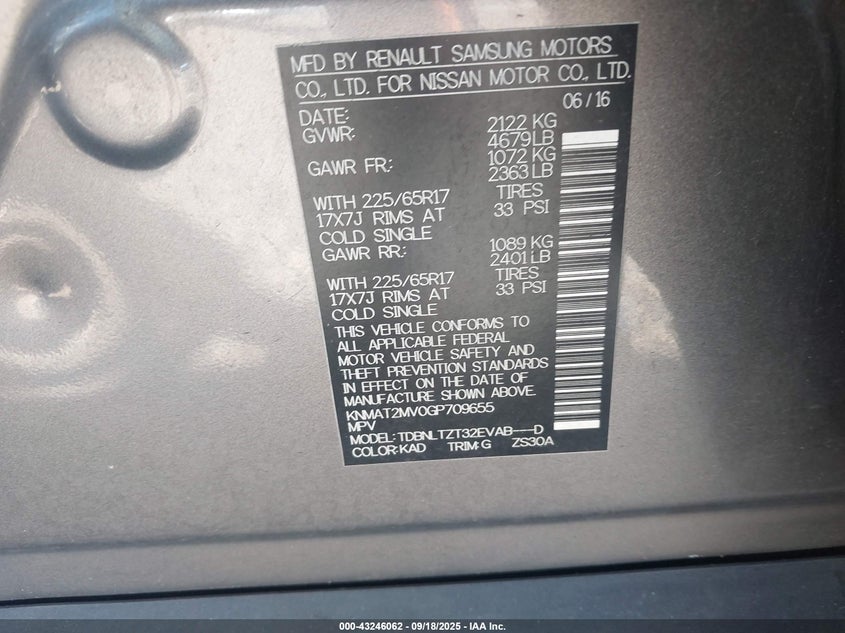 MFD BY RENAULT SAMSUNG MOTORS
CO., LTD. FOR NISSAN MOTOR CO., LTD.
DATE: 06 / 16
GVWR: 2122 KG
4679 LB
GAWR FR.: 1072 KG
2363 LB
WITH 225/65R17 TIRES
17X7J RIMS AT 33 PSI
COLD SINGLE
GAWR RR.: 1089 KG
2401 LB
WITH 225/65R17 TIRES
17X7J RIMS AT 33 PSI
COLD SINGLE
THIS VEHICLE CONFORMS TO
ALL APPLICABLE FEDERAL
MOTOR VEHICLE SAFETY AND
THEFT PREVENTION STANDARDS
IN EFFECT ON THE DATE OF
MANUFACTURE SHOWN ABOVE.
KNMAT2MV0GP709655
MPV
MODEL: TDBNLTZT32EVAB---D
COLOR: KAD TRIM: G ZS30A
000-43246062 - 09/18/2025 - IAA Inc.